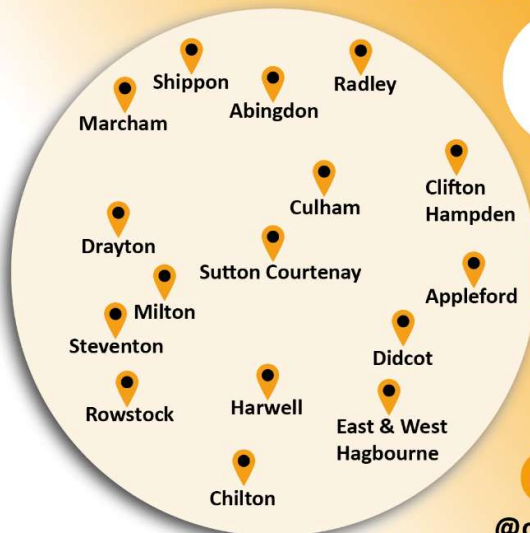 Shippon
Radley
Abingdon
Marcham
Clifton
Hampden
Culham
Drayton
Sutton Courtenay
Appleford
Milton
Steventon
Didcot
Rowstock
Harwell
East & West
Hagbourne
Chilton